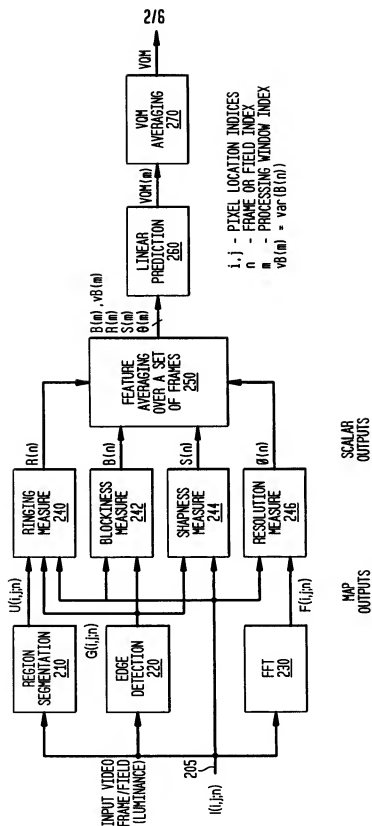 INPUT VIDEO
FRAME/FIELD
(LUMINANCE)
205
I(i,j;n)
REGION
SEGMENTATION
210
EDGE
DETECTION
220
FFT
230
U(i,j;n)
G(i,j;n)
F(i,j;n)
MAP
OUTPUTS
RINGING
MEASURE
240
BLOCKINESS
MEASURE
242
SHAPNESS
MEASURE
244
RESOLUTION
MEASURE
246
R(n)
B(n)
S(n)
Ø(n)
SCALAR
OUTPUTS
FEATURE
AVERAGING
OVER A SET
OF FRAMES
250
B(m),vB(m)
R(m)
S(m)
θ(m)
LINEAR
PREDICTION
260
VQM(m)
VQM
AVERAGING
270
VQM
2/6
i,j - PIXEL LOCATION INDICES
n - FRAME OR FIELD INDEX
m - PROCESSING WINDOW INDEX
vB(m) = var(B(n))